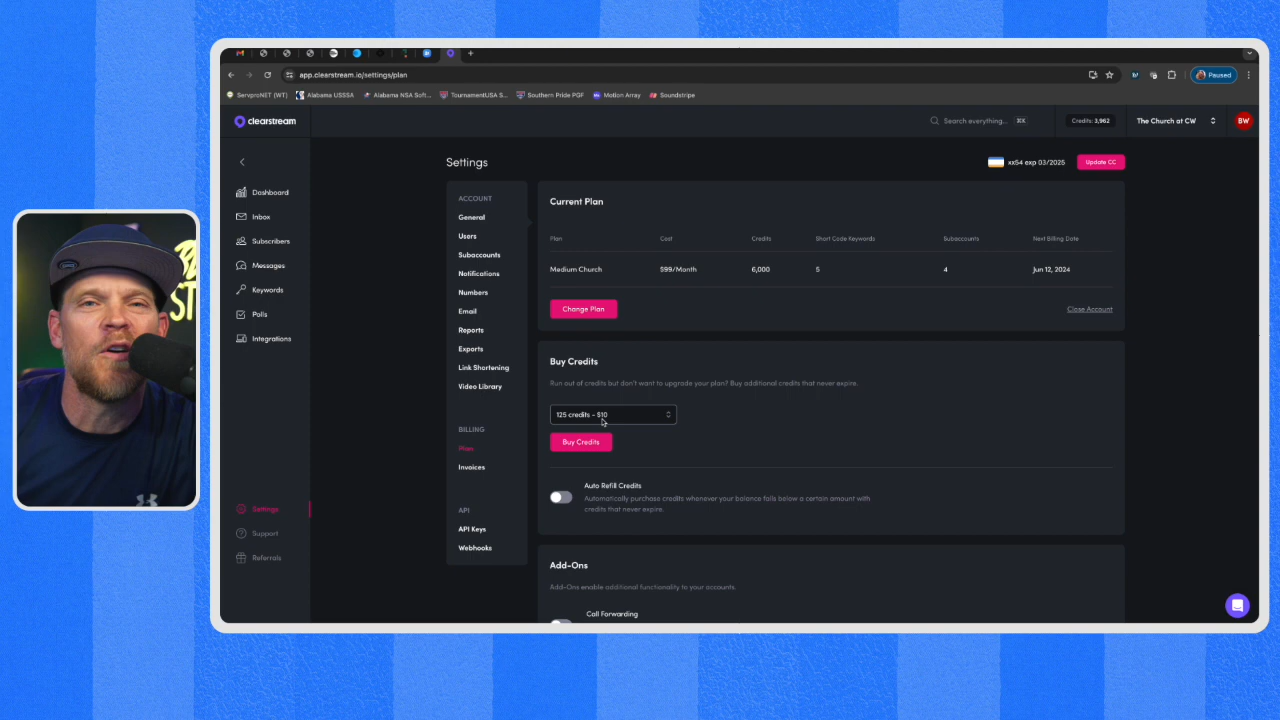 app.clearstream.io/settings/plan
Paused
ServproNET (WT)
Alabama USSSA
Alabama NSA Soft...
TournamentUSA S...
Southern Pride PGF
Motion Array
Soundstripe
clearstream
Search everything...
⌘K
Credits: 3,962
The Church at CW
BW
Dashboard
Inbox
Subscribers
Messages
Keywords
Polls
Integrations
Settings
Support
Referrals
Settings
xx54 exp 03/2025
Update CC
ACCOUNT
General
Users
Subaccounts
Notifications
Numbers
Email
Reports
Exports
Link Shortening
Video Library
BILLING
Plan
Invoices
API
API Keys
Webhooks
Current Plan
Plan Cost Credits Short Code Keywords Subaccounts Next Billing Date
Medium Church $99/Month 6,000 5 4 Jun 12, 2024
Change Plan
Close Account
Buy Credits
Run out of credits but don't want to upgrade your plan? Buy additional credits that never expire.
125 credits - $10
Buy Credits
Auto Refill Credits
Automatically purchase credits whenever your balance falls below a certain amount with
credits that never expire.
Add-Ons
Add-Ons enable additional functionality to your accounts.
Call Forwarding